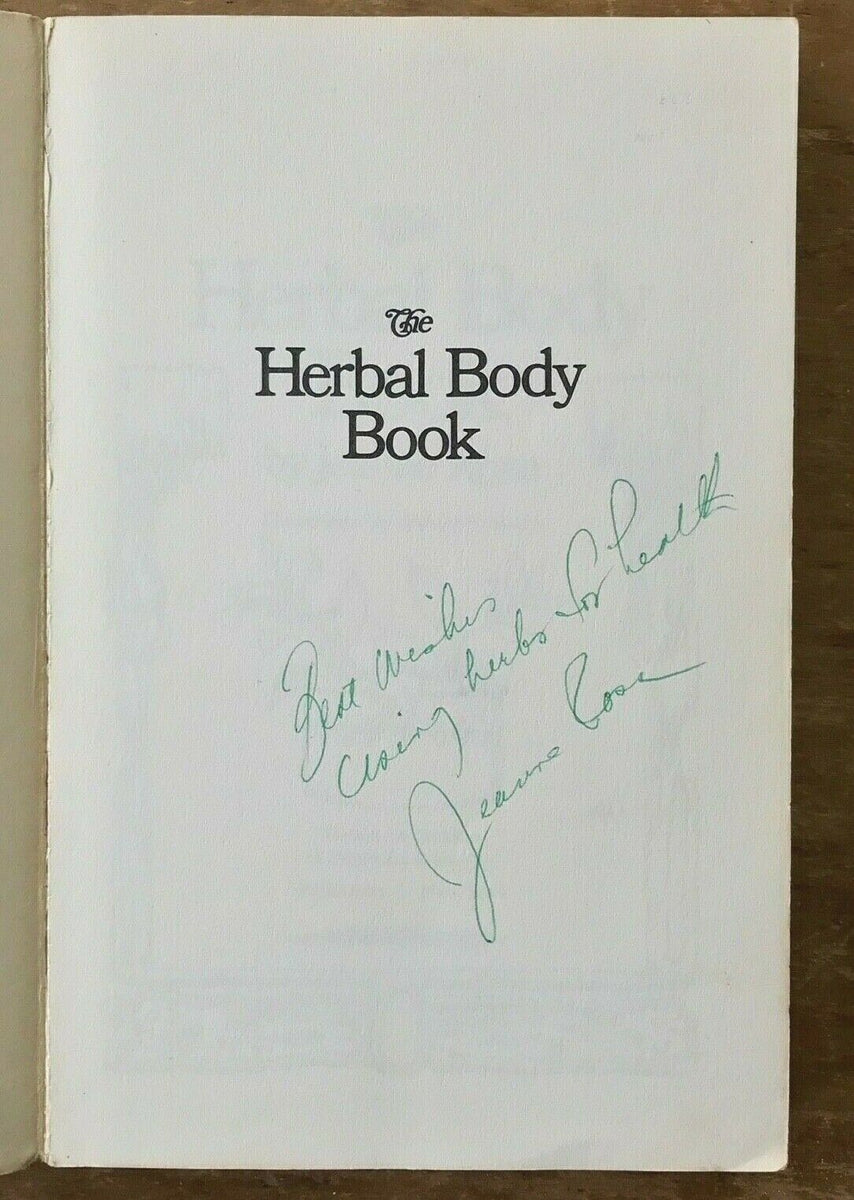 The
Herbal Body
Book
Best Wishes
Using herbs for health
Jeanne Rose